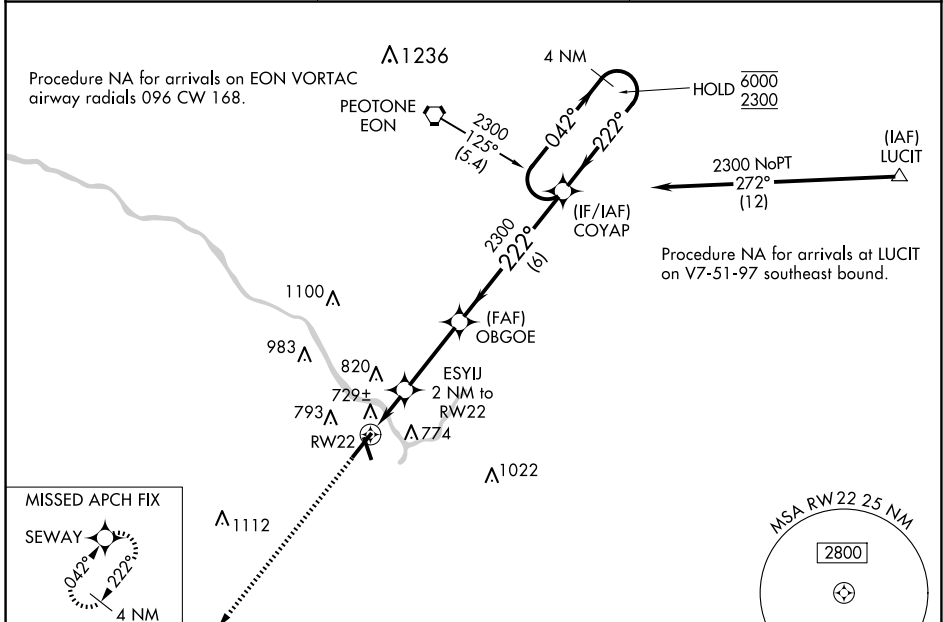 1236
Procedure NA for arrivals on EON VORTAC
airway radials 096 CW 168.
4 NM
HOLD 6000
2300
PEOTONE
EON
2300
125°
(5.4)
042°
222°
(IAF)
LUCIT
2300 NoPT
272°
(12)
(IF/IAF)
COYAP
2300
222°
(6)
Procedure NA for arrivals at LUCIT
on V7-51-97 southeast bound.
1100
(FAF)
OBGOE
983
820
ESYIJ
2 NM to
RW22
729±
793
RW22
774
1022
1112
MISSED APCH FIX
SEWAY
042°
222°
4 NM
MSA RW22 25 NM
2800